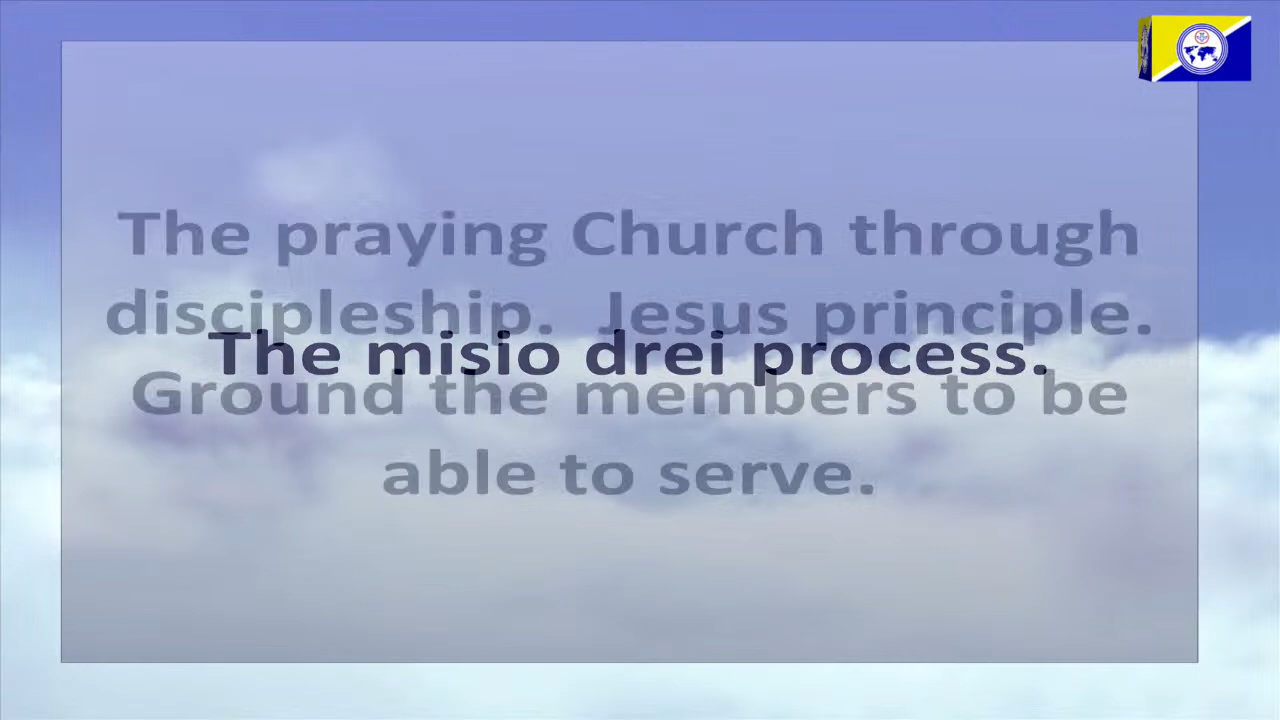 The praying Church through
discipleship. Jesus principle.
The misio drei process.
Ground the members to be
able to serve.